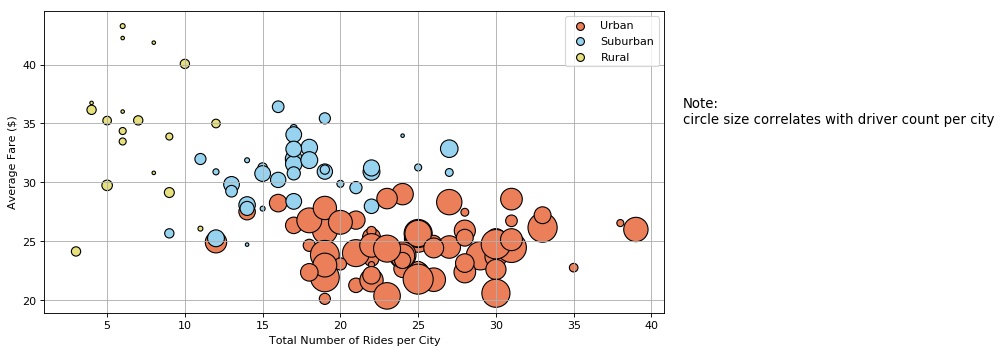 Urban
Suburban
Rural
40
35
30
25
20
Average Fare ($)
5 10 15 20 25 30 35 40
Total Number of Rides per City
Note:
circle size correlates with driver count per city